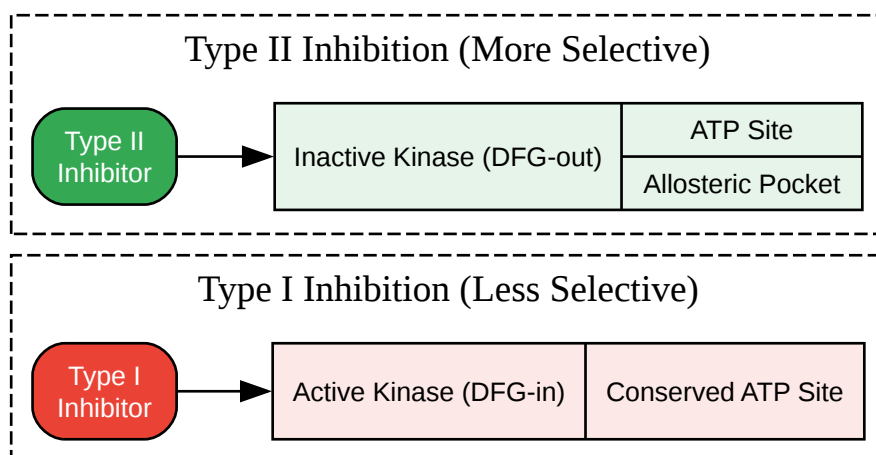 Type II Inhibition (More Selective)
Type II
Inhibitor
Inactive Kinase (DFG-out)
ATP Site
Allosteric Pocket
Type I Inhibition (Less Selective)
Type I
Inhibitor
Active Kinase (DFG-in)
Conserved ATP Site